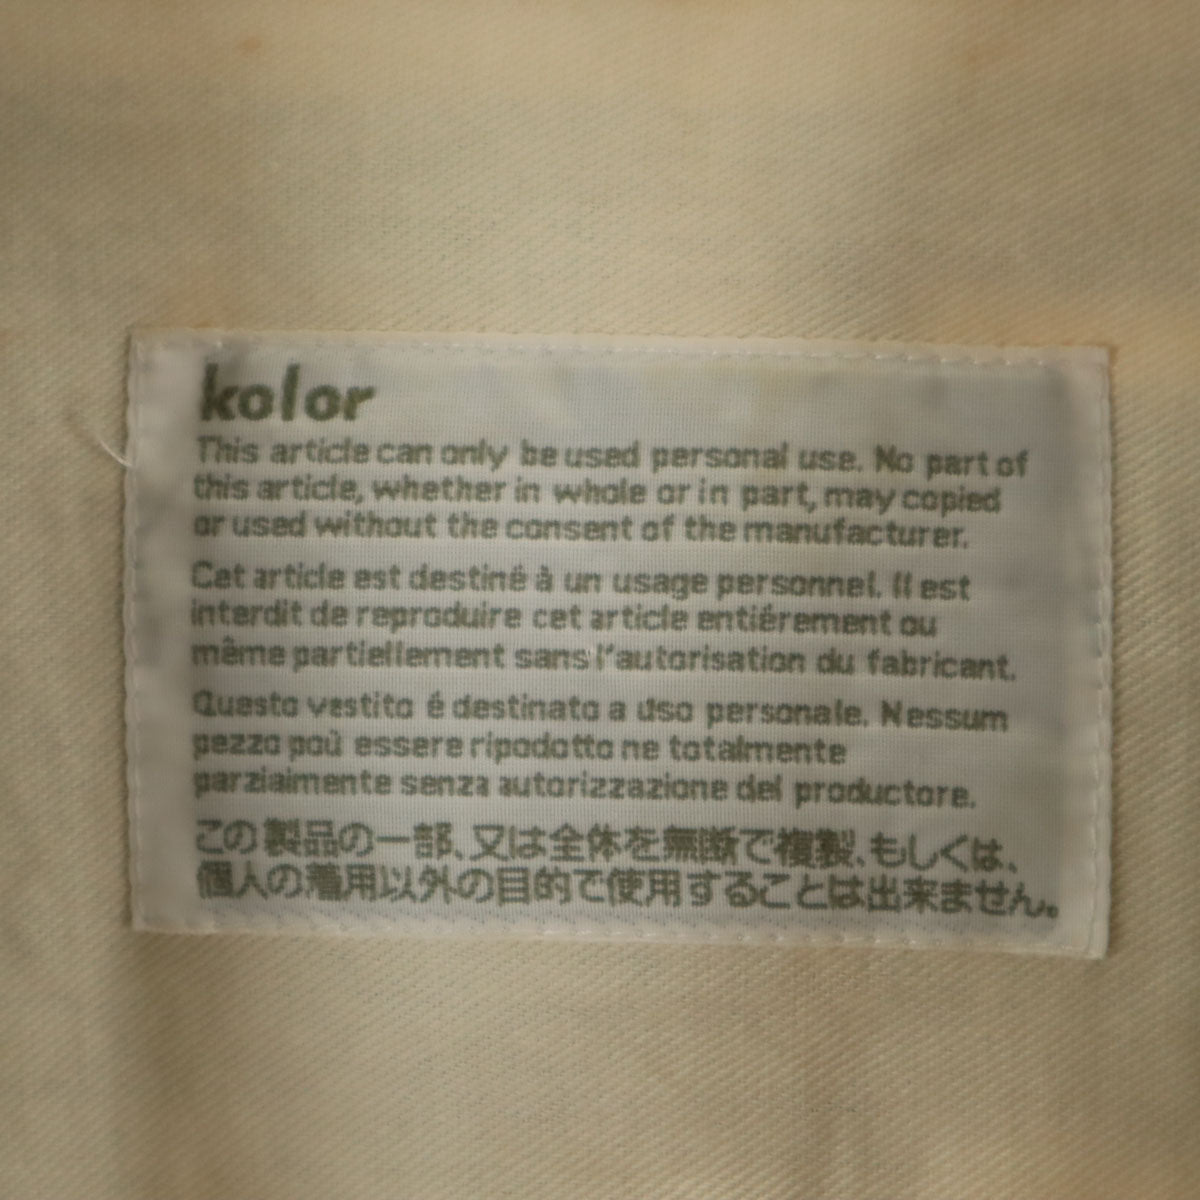 kolor
This article can only be used personal use. No part of
this article, whether in whole or in part, may copied
or used without the consent of the manufacturer.
Cet article est destiné à un usage personnel. Il est
interdit de reproduire cet article entiérement ou
même partiellement sans l'autorisation du fabricant.
Questo vestito é destinato a uso personale. Nessum
pezzo poù essere ripodotto ne totalmente
parzialmente senza autorizzazione del productore.
この製品の一部、又は全体を無断で複製、もしくは、
個人の着用以外の目的で使用することは出来ません。